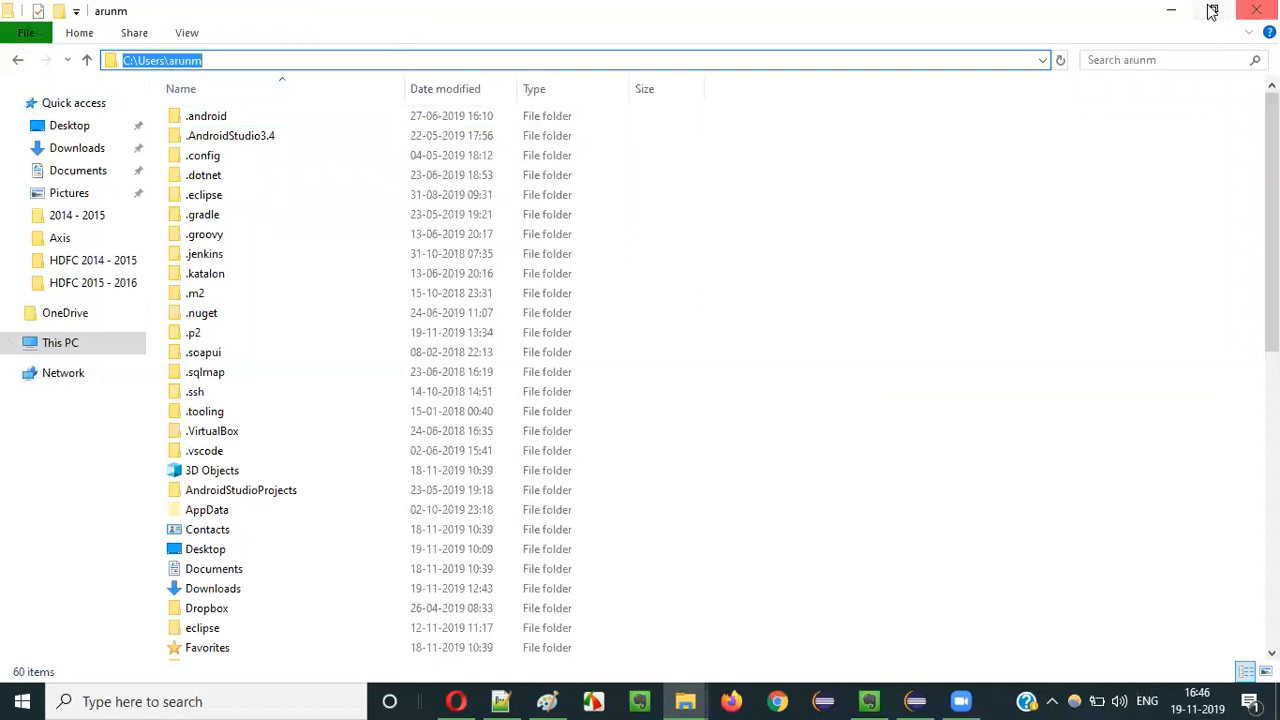 arunm
File Home Share View
C:\Users\arunm Search arunm
Name Date modified Type Size
Quick access
Desktop
Downloads
Documents
Pictures
2014 - 2015
Axis
HDFC 2014 - 2015
HDFC 2015 - 2016
OneDrive
This PC
Network
.android 27-06-2019 16:10 File folder
.AndroidStudio3.4 22-05-2019 17:56 File folder
.config 04-05-2019 18:12 File folder
.dotnet 23-06-2019 18:53 File folder
.eclipse 31-08-2019 09:31 File folder
.gradle 23-05-2019 19:21 File folder
.groovy 13-06-2019 20:17 File folder
.jenkins 31-10-2018 07:35 File folder
.katalon 13-06-2019 20:16 File folder
.m2 15-10-2018 23:31 File folder
.nuget 24-06-2019 11:07 File folder
.p2 19-11-2019 13:34 File folder
.soapui 08-02-2018 22:13 File folder
.sqlmap 23-06-2019 16:19 File folder
.ssh 14-10-2019 14:51 File folder
.tooling 15-01-2018 00:40 File folder
.VirtualBox 24-06-2019 16:35 File folder
.vscode 02-06-2019 15:41 File folder
3D Objects 18-11-2019 10:39 File folder
AndroidStudioProjects 23-05-2019 19:18 File folder
AppData 02-10-2019 23:18 File folder
Contacts 18-11-2019 10:39 File folder
Desktop 19-11-2019 10:09 File folder
Documents 18-11-2019 10:39 File folder
Downloads 19-11-2019 12:43 File folder
Dropbox 26-04-2019 08:33 File folder
eclipse 12-11-2019 11:17 File folder
Favorites 18-11-2019 10:39 File folder
60 items
Type here to search
ENG
16:46
19-11-2019